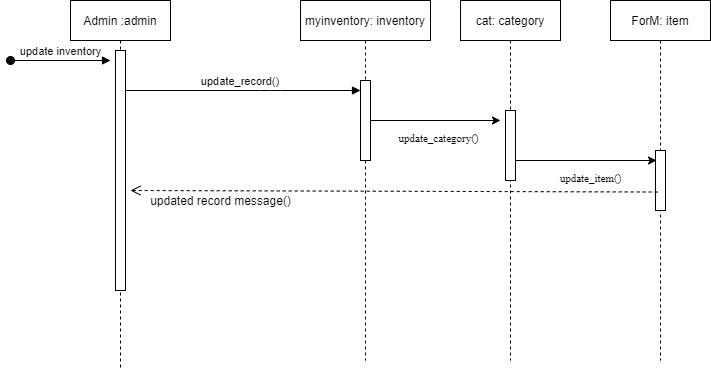 Admin :admin
myinventory: inventory
cat: category
ForM: item
update inventory
update_record()
update_category()
update_item()
updated record message()